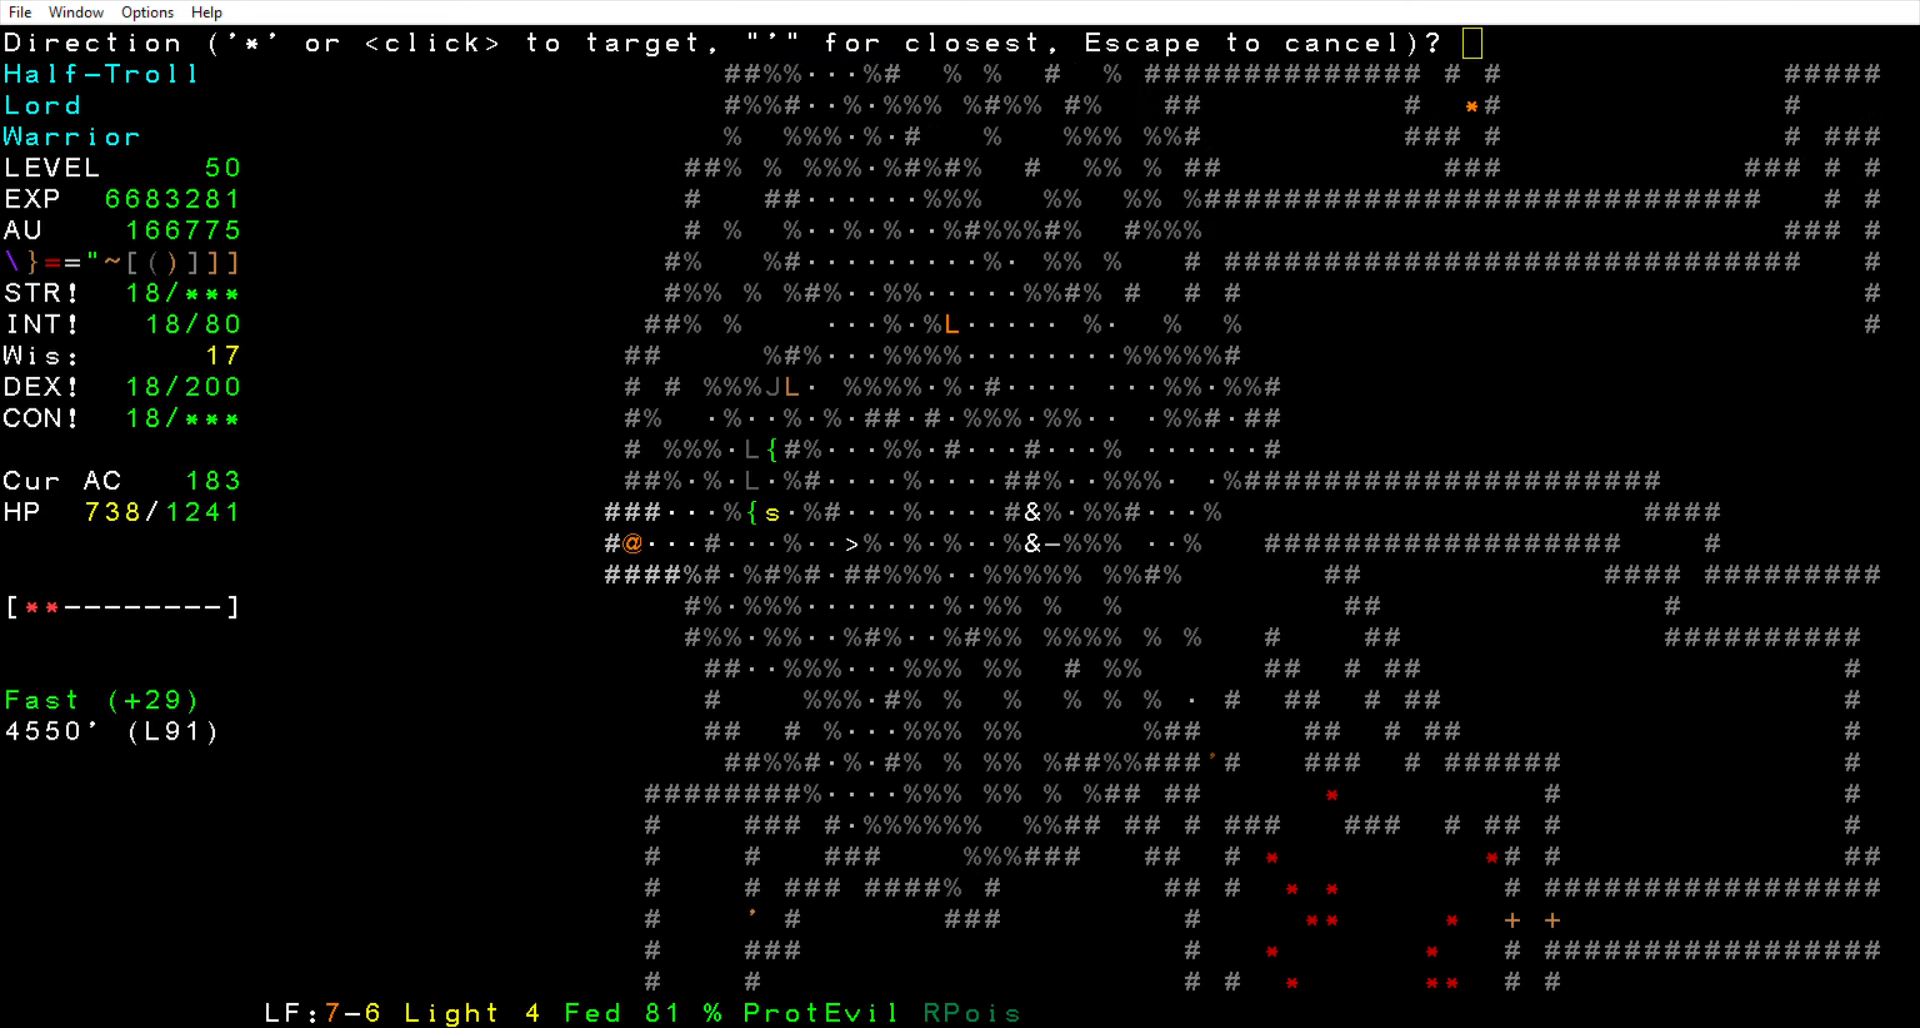 File Window Options Help
Direction ('*' or <click> to target, "'" for closest, Escape to cancel)?
Half-Troll
Lord
Warrior
LEVEL 50
EXP 6683281
AU 166775
\}=="~[()]]]
STR! 18/***
INT! 18/80
Wis: 17
DEX! 18/200
CON! 18/***
Cur AC 183
HP 738/1241
[**--------]
Fast (+29)
4550' (L91)
LF:7-6 Light 4 Fed 81 % ProtEvil RPois